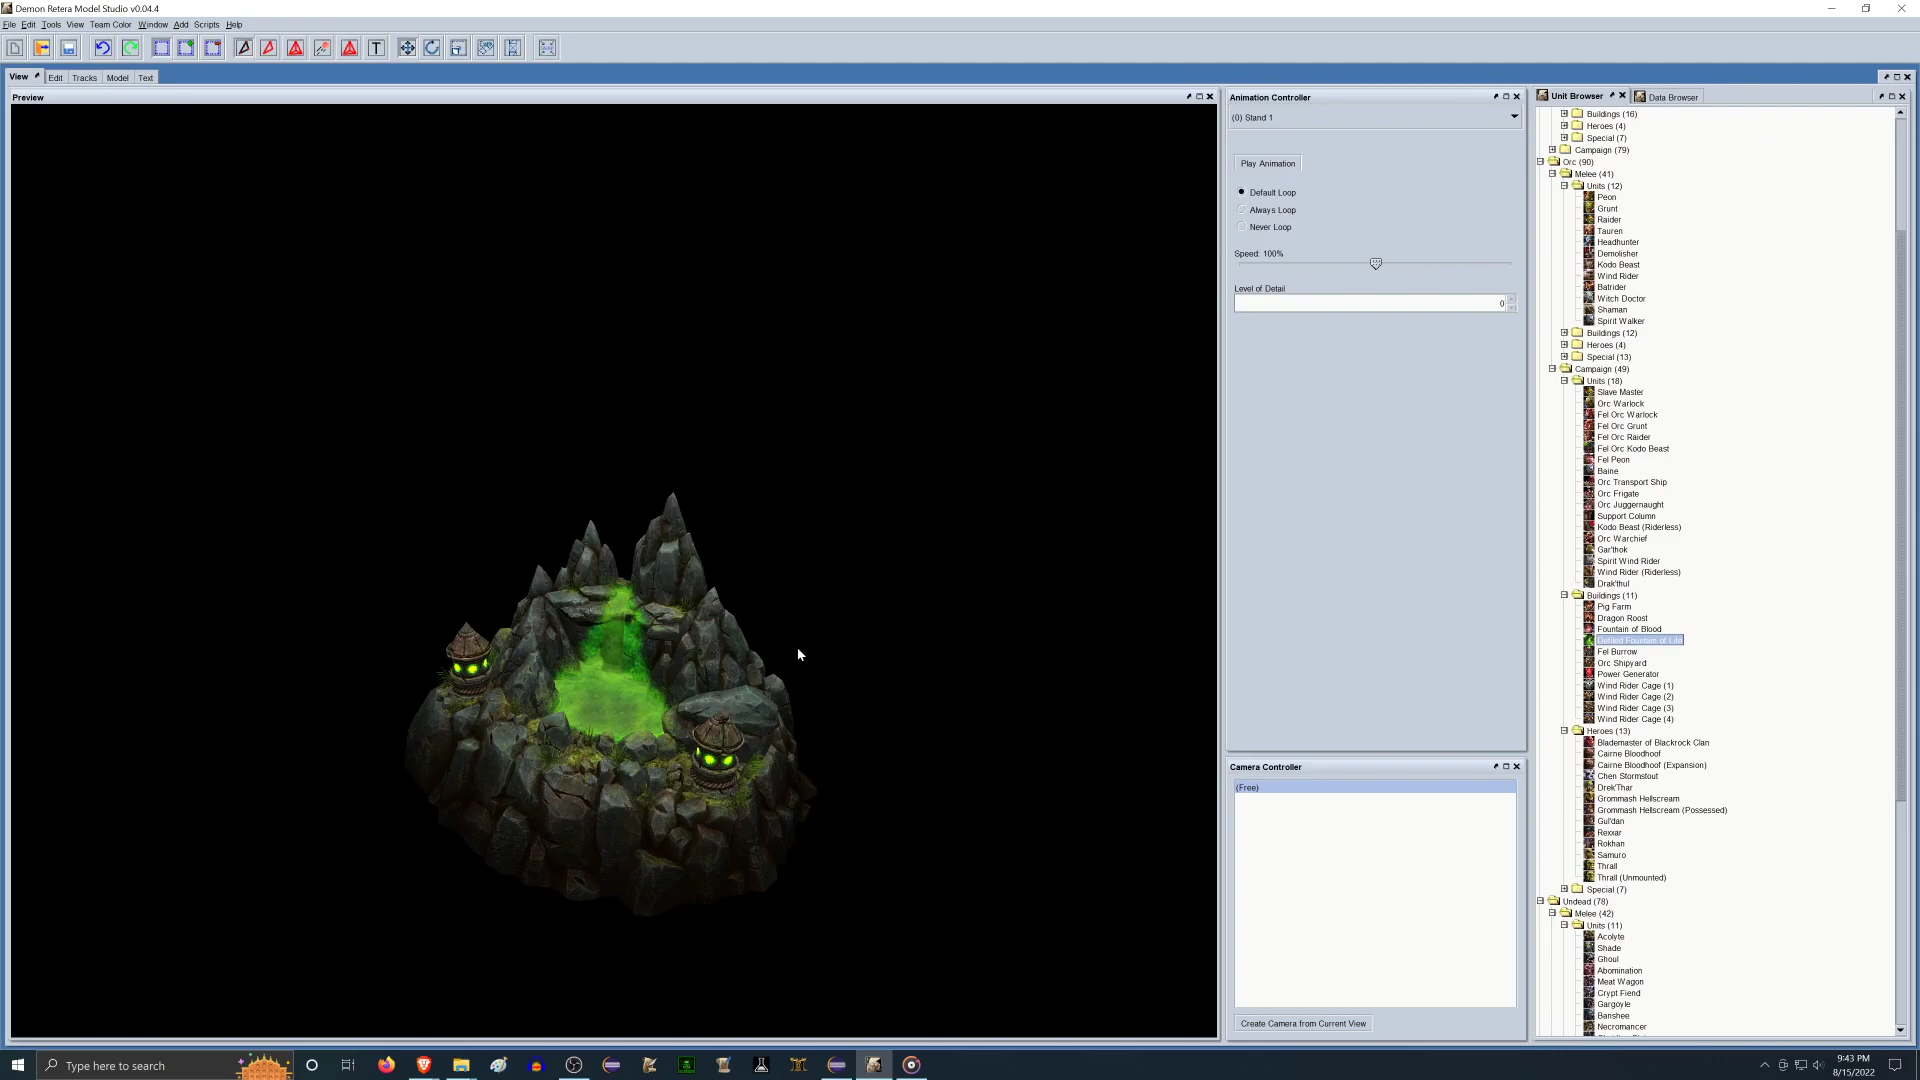 Demon Retera Model Studio v0.04.4
File Edit Tools View Team Color Window Add Scripts Help
T
View Edit Tracks Model Text
Preview
Animation Controller
(0) Stand 1
Play Animation
Default Loop
Always Loop
Never Loop
Speed: 100%
Level of Detail
0
Camera Controller
(Free)
Create Camera from Current View
Unit Browser Data Browser
Buildings (16)
Heroes (4)
Special (7)
Campaign (79)
Orc (90)
Melee (41)
Units (12)
Peon
Grunt
Raider
Tauren
Headhunter
Demolisher
Kodo Beast
Wind Rider
Batrider
Witch Doctor
Shaman
Spirit Walker
Buildings (12)
Heroes (4)
Special (13)
Campaign (49)
Units (18)
Slave Master
Orc Warlock
Fel Orc Warlock
Fel Orc Grunt
Fel Orc Raider
Fel Orc Kodo Beast
Fel Peon
Baine
Orc Transport Ship
Orc Frigate
Orc Juggernaught
Support Column
Kodo Beast (Riderless)
Orc Warchief
Gar'thok
Spirit Wind Rider
Wind Rider (Riderless)
Drak'thul
Buildings (11)
Pig Farm
Dragon Roost
Fountain of Blood
Defiled Fountain of Life
Fel Burrow
Orc Shipyard
Power Generator
Wind Rider Cage (1)
Wind Rider Cage (2)
Wind Rider Cage (3)
Wind Rider Cage (4)
Heroes (13)
Blademaster of Blackrock Clan
Cairne Bloodhoof
Cairne Bloodhoof (Expansion)
Chen Stormstout
Drek'Thar
Grommash Hellscream
Grommash Hellscream (Possessed)
Gul'dan
Rexxar
Rokhan
Samuro
Thrall
Thrall (Unmounted)
Special (7)
Undead (78)
Melee (42)
Units (11)
Acolyte
Shade
Ghoul
Abomination
Meat Wagon
Crypt Fiend
Gargoyle
Banshee
Necromancer
Type here to search
9:43 PM
8/15/2022